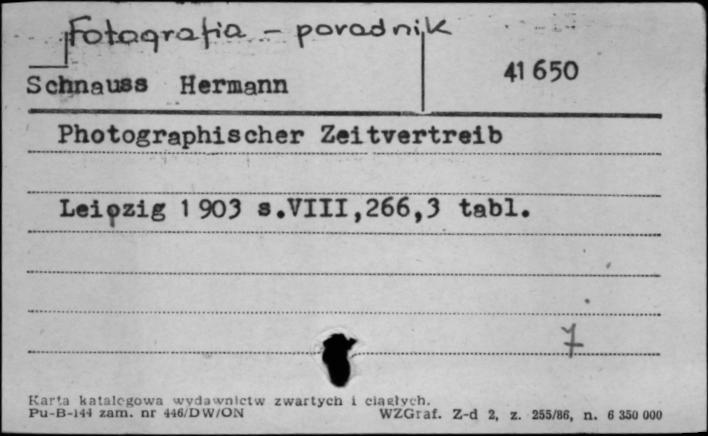 Fotografia - poradnik
Schnauss Hermann 41 650
Photographischer Zeitvertreib
Leipzig 1903 s.VIII,266,3 tabl.
7
Karta katalogowa wydawnictw zwartych i ciągłych.
Pu-B-144 zam. nr 446/DW/ON WZGraf. Z-d 2, z. 255/86, n. 6 350 000